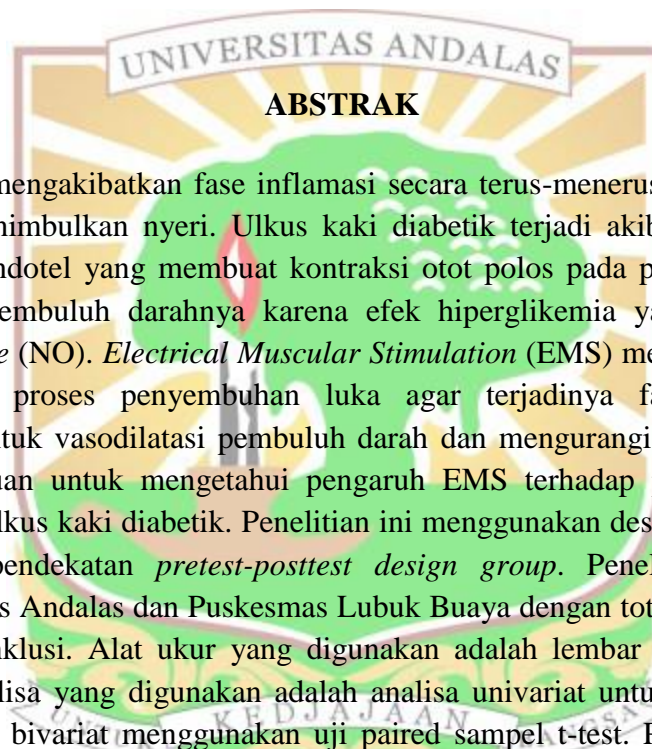 UNIVERSITAS ANDALAS
ABSTRAK
mengakibatkan fase inflamasi secara terus-menerus
nimbulkan nyeri. Ulkus kaki diabetik terjadi akib
ndotel yang membuat kontraksi otot polos pada p
embuluh darahnya karena efek hiperglikemia ya
e (NO). Electrical Muscular Stimulation (EMS) me
proses penyembuhan luka agar terjadinya fa
tuk vasodilatasi pembuluh darah dan mengurangi
uan untuk mengetahui pengaruh EMS terhadap
lkus kaki diabetik. Penelitian ini menggunakan des
pendekatan pretest-posttest design group. Penel
s Andalas dan Puskesmas Lubuk Buaya dengan tot
nklusi. Alat ukur yang digunakan adalah lembar
lisa yang digunakan adalah analisa univariat untu
bivariat menggunakan uji paired sampel t-test. P
UNTUK KEDJAJAAN BANGSA